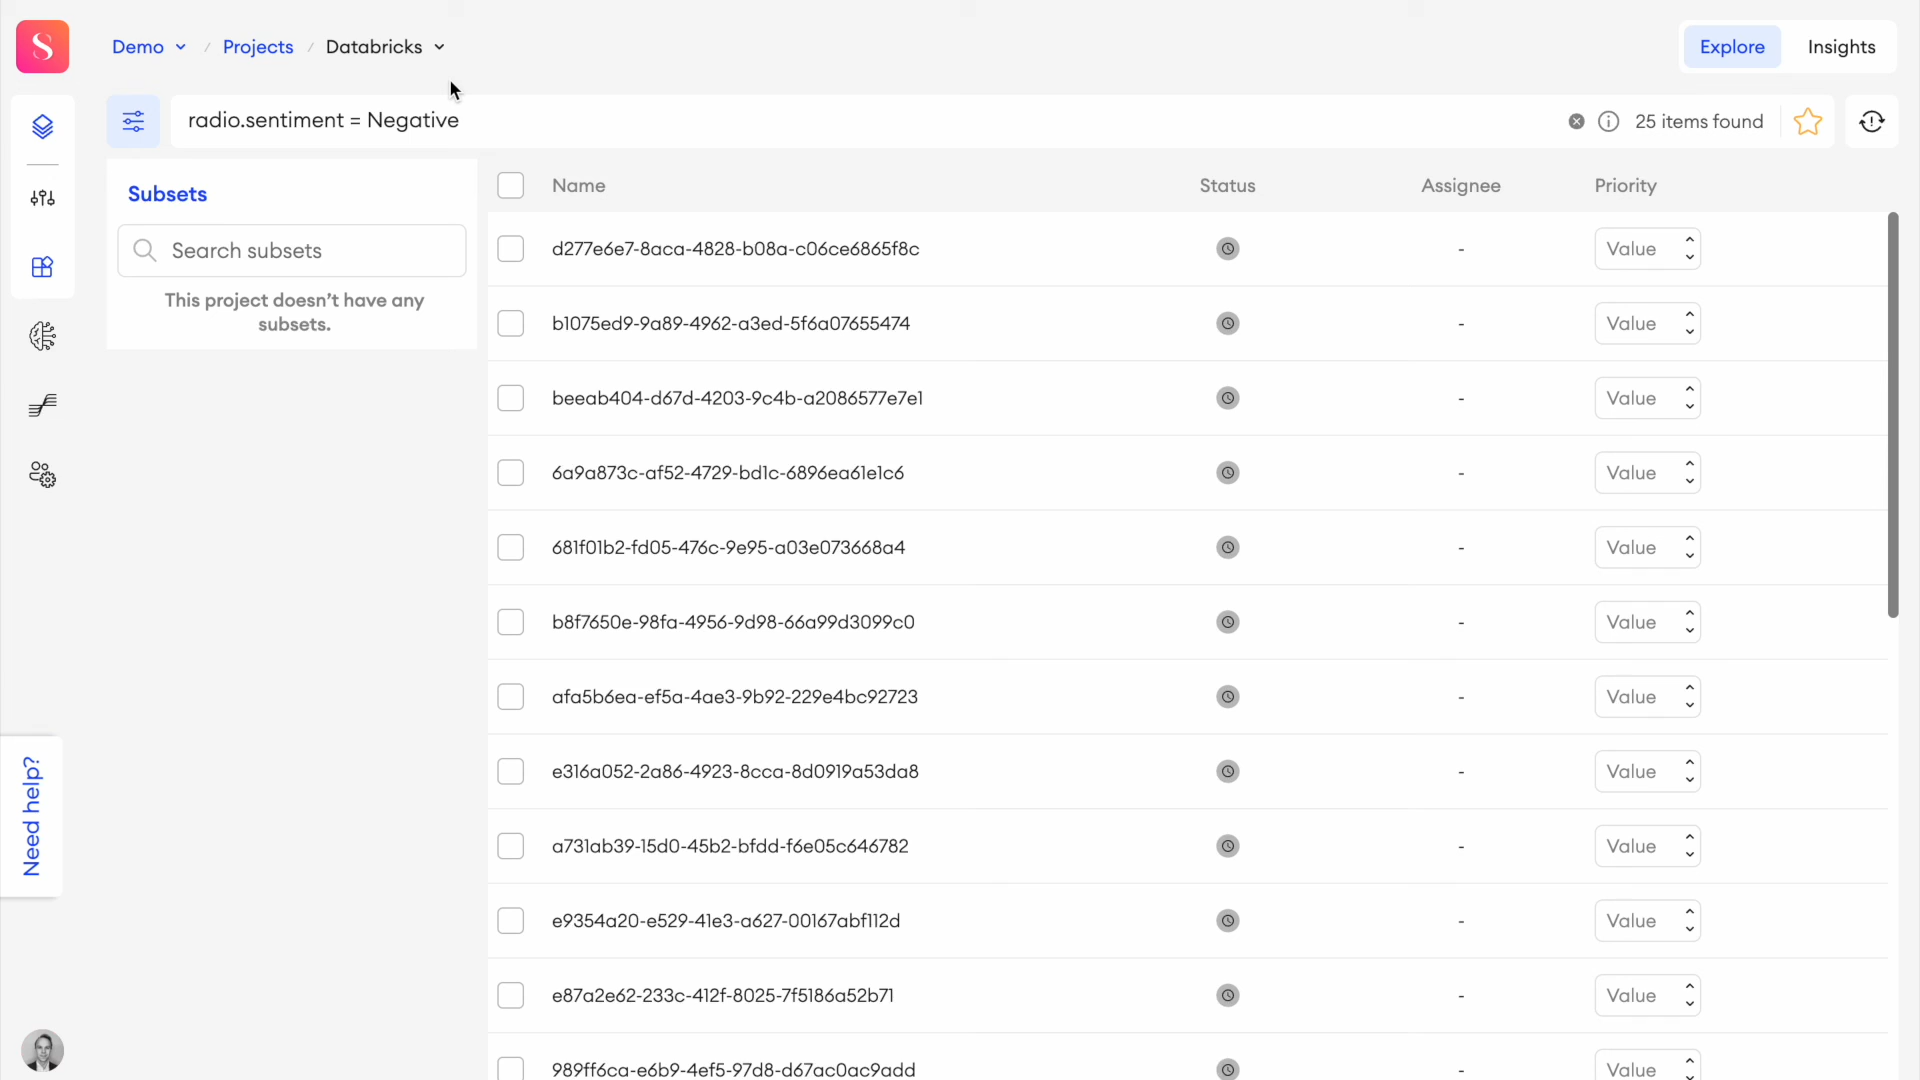 Demo / Projects / Databricks
Explore
Insights
radio.sentiment = Negative
25 items found
Subsets
Search subsets
This project doesn't have any
subsets.
Name Status Assignee Priority
d277e6e7-8aca-4828-b08a-c06ce6865f8c - Value
b1075ed9-9a89-4962-a3ed-5f6a07655474 - Value
beeab404-d67d-4203-9c4b-a2086577e7e1 - Value
6a9a873c-af52-4729-bd1c-6896ea61e1c6 - Value
681f01b2-fd05-476c-9e95-a03e073668a4 - Value
b8f7650e-98fa-4956-9d98-66a99d3099c0 - Value
afa5b6ea-ef5a-4ae3-9b92-229e4bc92723 - Value
e316a052-2a86-4923-8cca-8d0919a53da8 - Value
a731ab39-15d0-45b2-bfdd-f6e05c646782 - Value
e9354a20-e529-41e3-a627-00167abf112d - Value
e87a2e62-233c-412f-8025-7f5186a52b71 - Value
989ff6ca-e6b9-4ef5-97d8-d67ac0ac9add - Value
Need help?